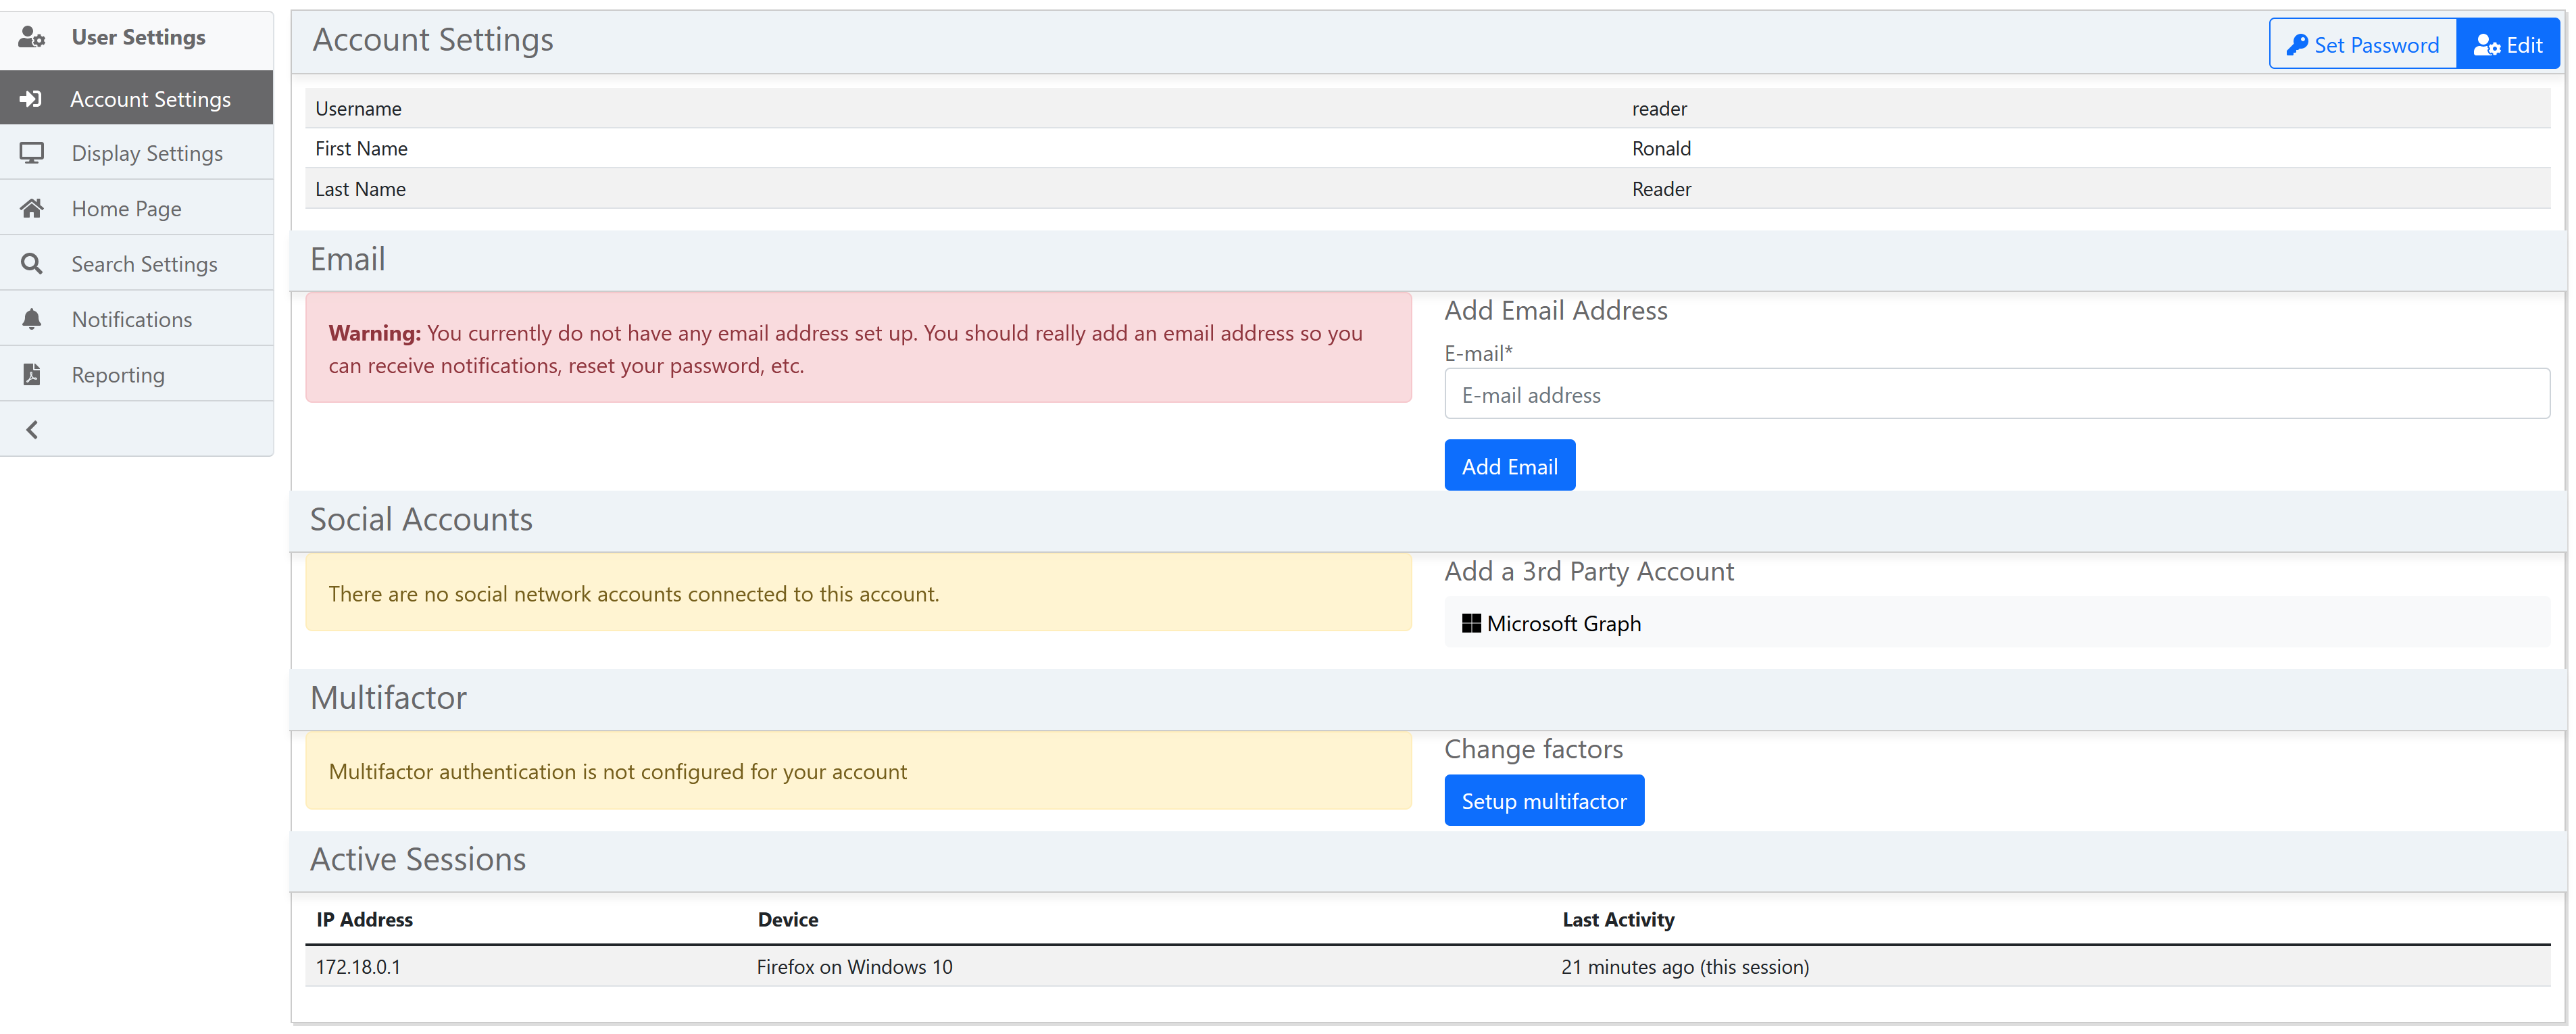 User Settings
Account Settings
Display Settings
Home Page
Search Settings
Notifications
Reporting
Account Settings
Set Password
Edit
Username reader
First Name Ronald
Last Name Reader
Email
Warning: You currently do not have any email address set up. You should really add an email address so you
can receive notifications, reset your password, etc.
Add Email Address
E-mail*
E-mail address
Add Email
Social Accounts
There are no social network accounts connected to this account.
Add a 3rd Party Account
Microsoft Graph
Multifactor
Multifactor authentication is not configured for your account
Change factors
Setup multifactor
Active Sessions
IP Address Device Last Activity
172.18.0.1 Firefox on Windows 10 21 minutes ago (this session)